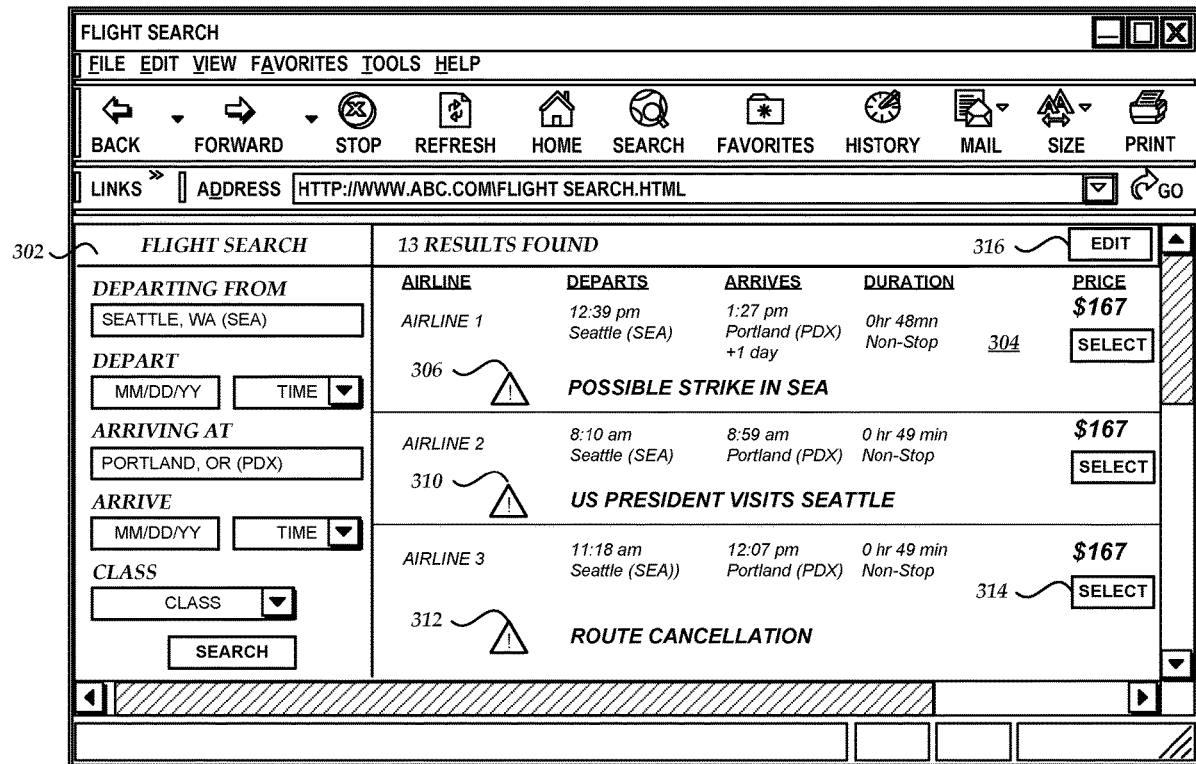 FLIGHT SEARCH
FILE EDIT VIEW FAVORITES TOOLS HELP
BACK FORWARD STOP REFRESH HOME SEARCH FAVORITES HISTORY MAIL SIZE PRINT
LINKS » ADDRESS HTTP://WWW.ABC.COM\FLIGHT SEARCH.HTML GO
302
FLIGHT SEARCH
DEPARTING FROM
SEATTLE, WA (SEA)
DEPART
MM/DD/YY TIME
ARRIVING AT
PORTLAND, OR (PDX)
ARRIVE
MM/DD/YY TIME
CLASS
CLASS
SEARCH
13 RESULTS FOUND 316 EDIT
AIRLINE DEPARTS ARRIVES DURATION PRICE
AIRLINE 1 12:39 pm 1:27 pm 0hr 48mn $167
Seattle (SEA) Portland (PDX) Non-Stop 304 SELECT
+1 day
306
! POSSIBLE STRIKE IN SEA
AIRLINE 2 8:10 am 8:59 am 0 hr 49 min $167
Seattle (SEA) Portland (PDX) Non-Stop SELECT
310
! US PRESIDENT VISITS SEATTLE
AIRLINE 3 11:18 am 12:07 pm 0 hr 49 min $167
Seattle (SEA)) Portland (PDX) Non-Stop
314 SELECT
312
! ROUTE CANCELLATION